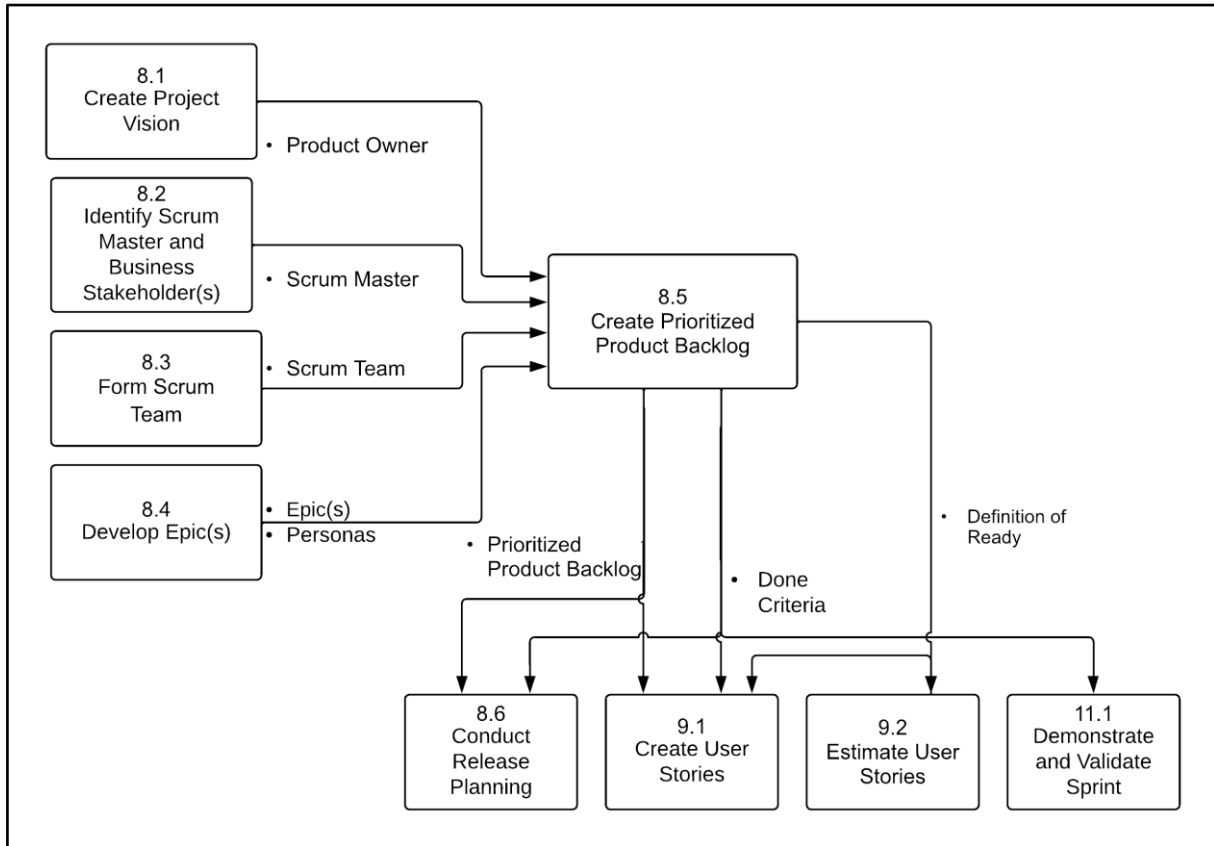 8.1
Create Project
Vision
• Product Owner
8.2
Identify Scrum
Master and
Business
Stakeholder(s)
• Scrum Master
8.3
Form Scrum
Team
• Scrum Team
8.4
Develop Epic(s)
• Epic(s)
• Personas
8.5
Create Prioritized
Product Backlog
• Prioritized
Product Backlog
• Done
Criteria
• Definition of
Ready
8.6
Conduct
Release
Planning
9.1
Create User
Stories
9.2
Estimate User
Stories
11.1
Demonstrate
and Validate
Sprint